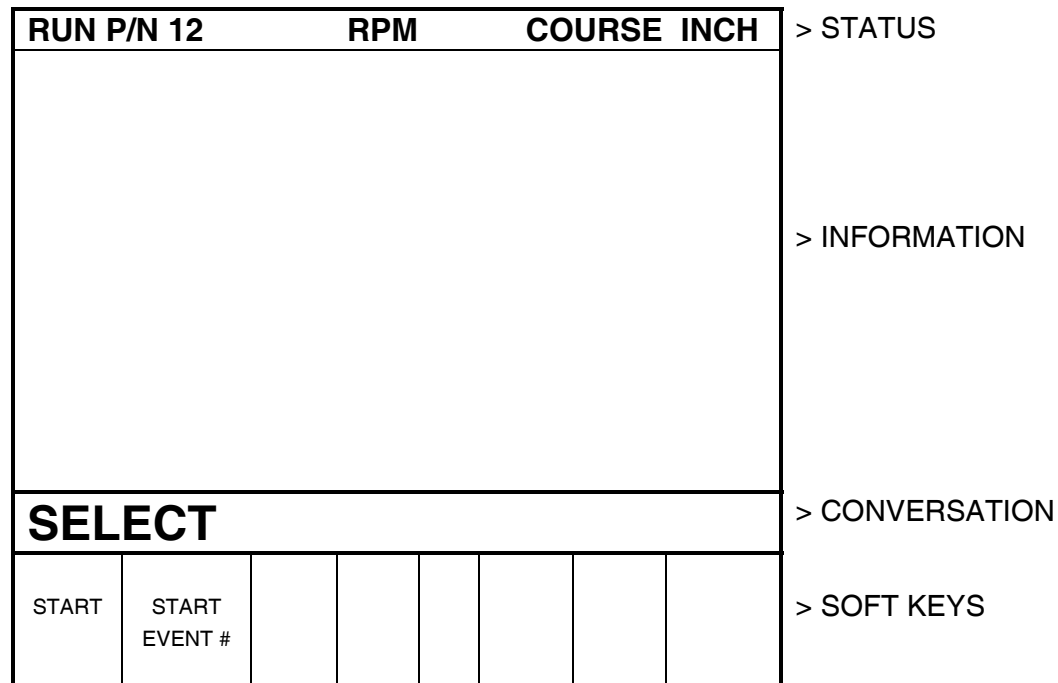 RUN P/N 12 RPM COURSE INCH > STATUS
> INFORMATION
SELECT > CONVERSATION
START START > SOFT KEYS
EVENT #